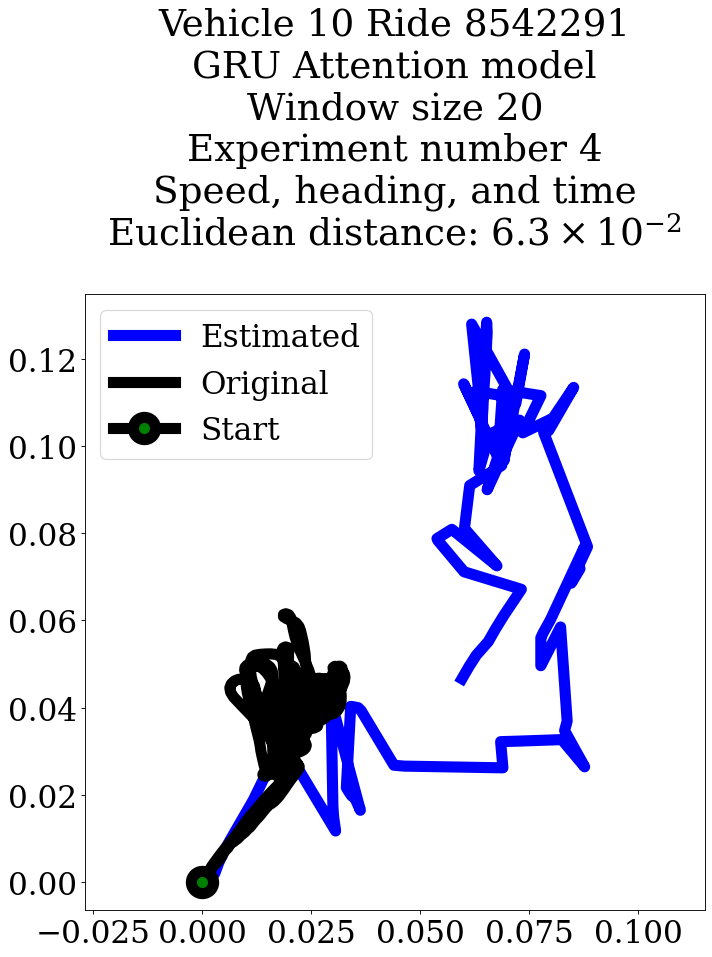 Vehicle 10 Ride 8542291
GRU Attention model
Window size 20
Experiment number 4
Speed, heading, and time
Euclidean distance: 6.3 × 10⁻²
Estimated
Original
Start
0.12
0.10
0.08
0.06
0.04
0.02
0.00
−0.025 0.000 0.025 0.050 0.075 0.100